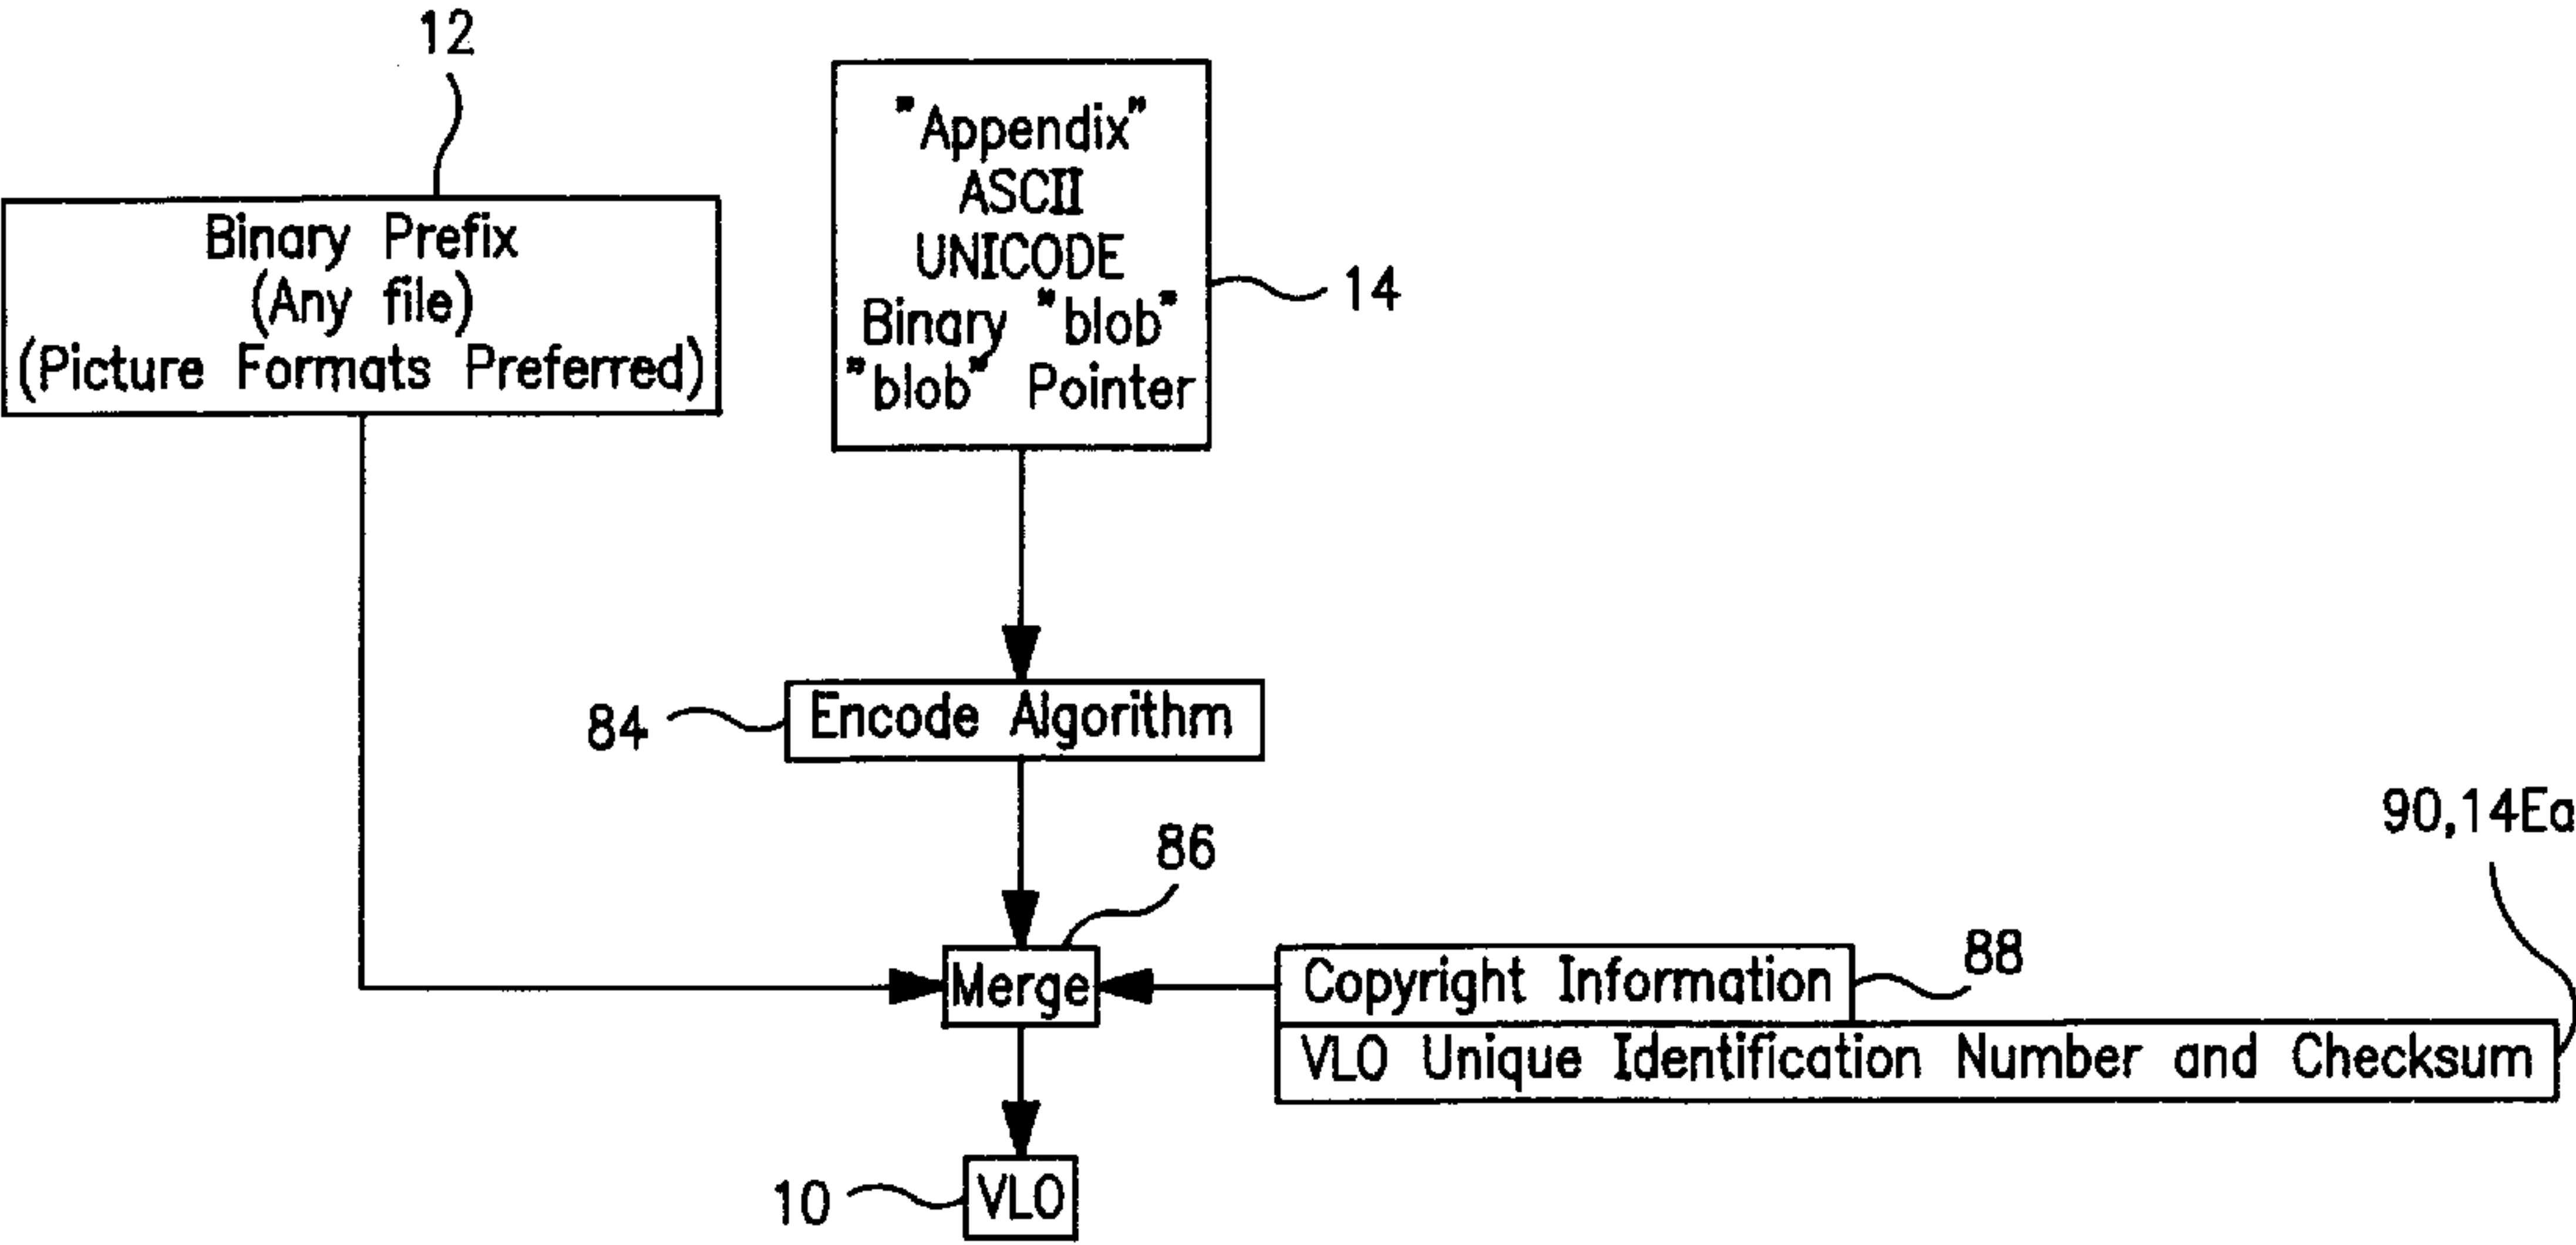 12
Binary Prefix
(Any file)
(Picture Formats Preferred)
"Appendix"
ASCII
UNICODE
Binary "blob"
"blob" Pointer
14
84
Encode Algorithm
86
Merge
Copyright Information
88
90,14Ea
VLO Unique Identification Number and Checksum
10
VLO